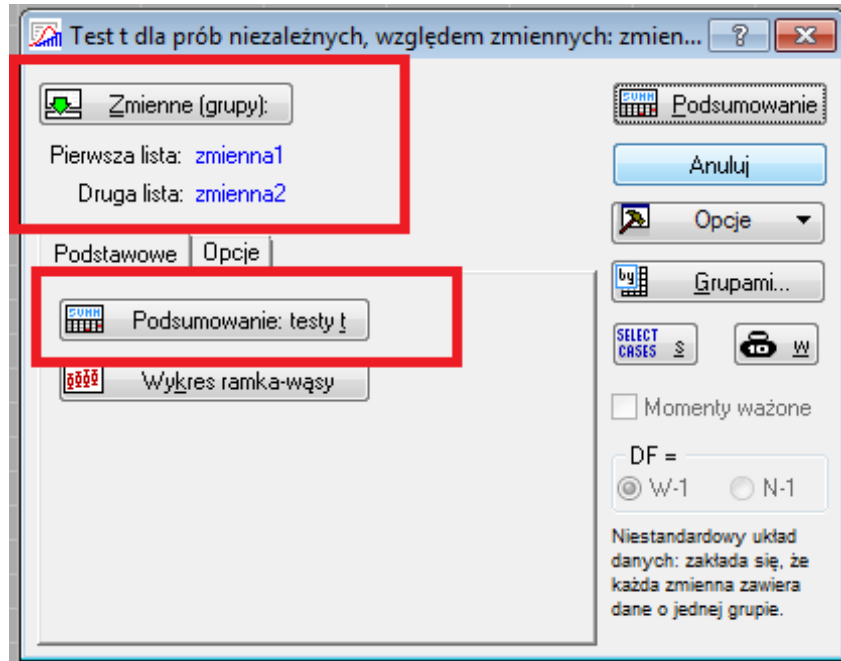 Test t dla prób niezależnych, względem zmiennych: zmien...
Zmienne (grupy):
Pierwsza lista: zmienna1
Druga lista: zmienna2
Podstawowe
Opcje
Podsumowanie: testy t
Wykres ramka-wąsy
Podsumowanie
Anuluj
Opcje
by
Grupami...
SELECT
CASES S
10 W
Momenty ważone
DF =
W-1 N-1
Niestandardowy układ
danych: zakłada się, że
każda zmienna zawiera
dane o jednej grupie.